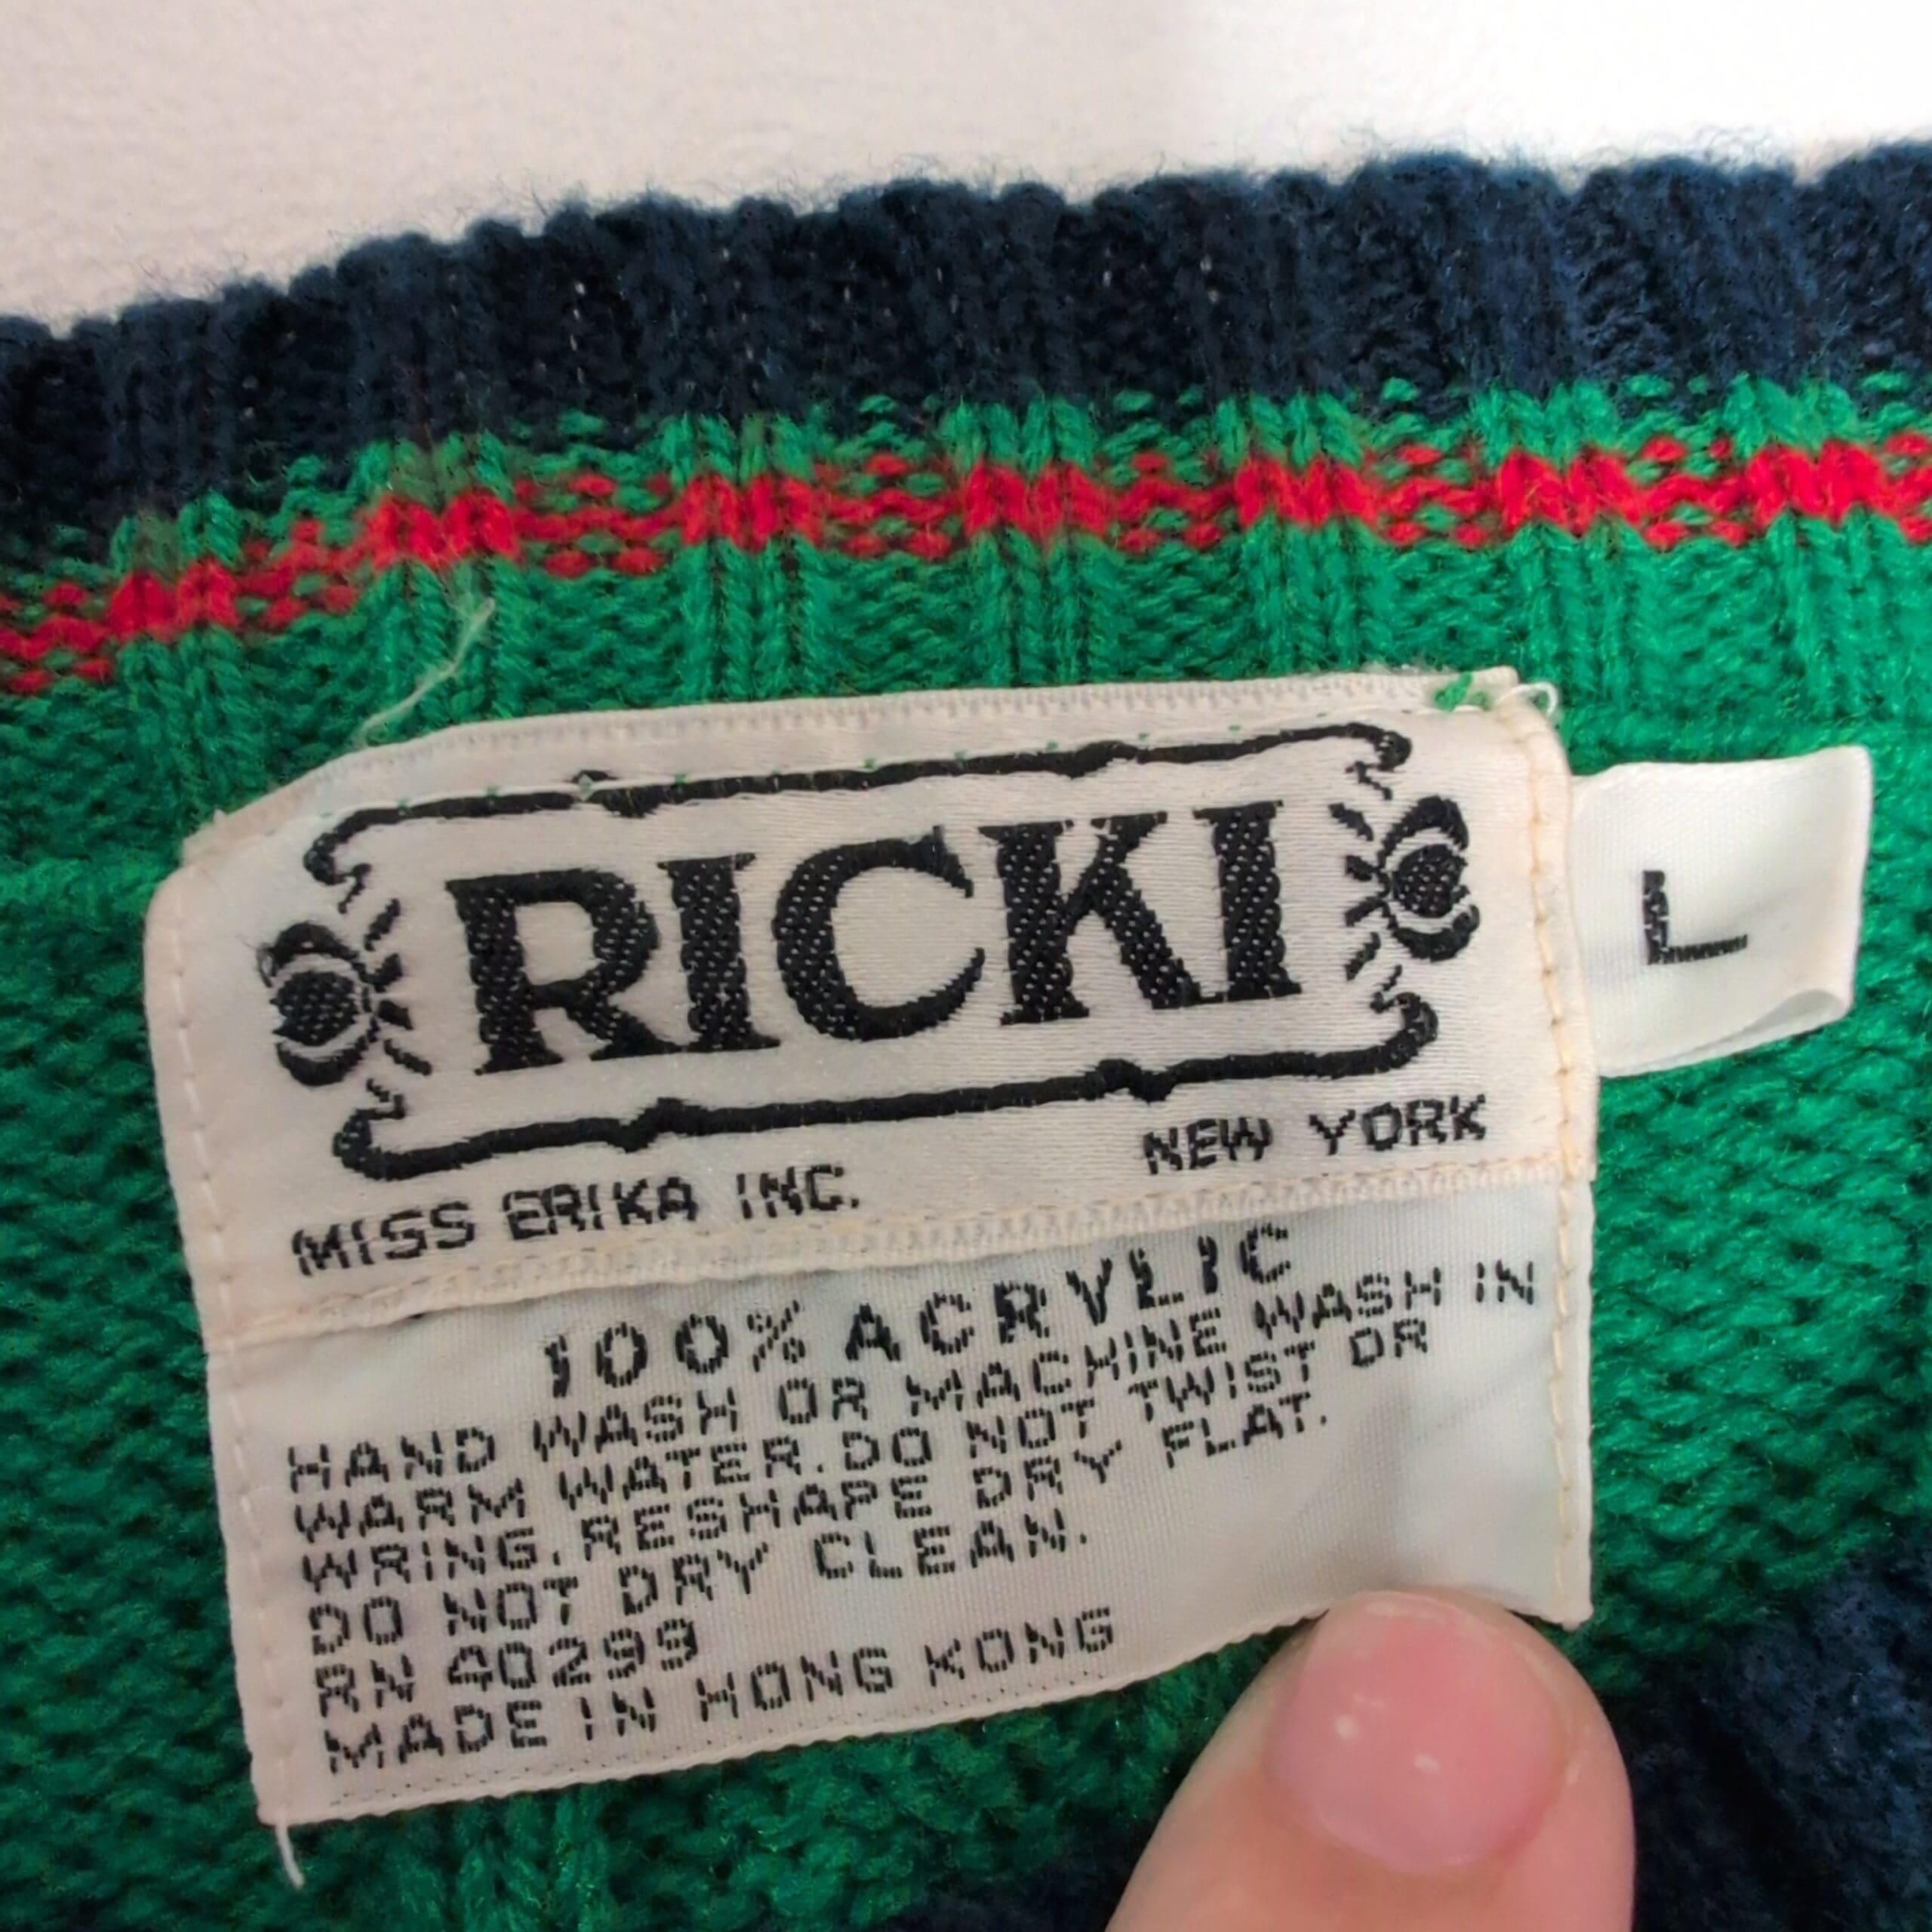 RICKI
L
MISS ERIKA INC. NEW YORK
100% ACRYLIC
HAND WASH OR MACHINE WASH IN
WARM WATER.DO NOT TWIST OR
WRING.RESHAPE DRY FLAT.
DO NOT DRY CLEAN.
RN 40299
MADE IN HONG KONG